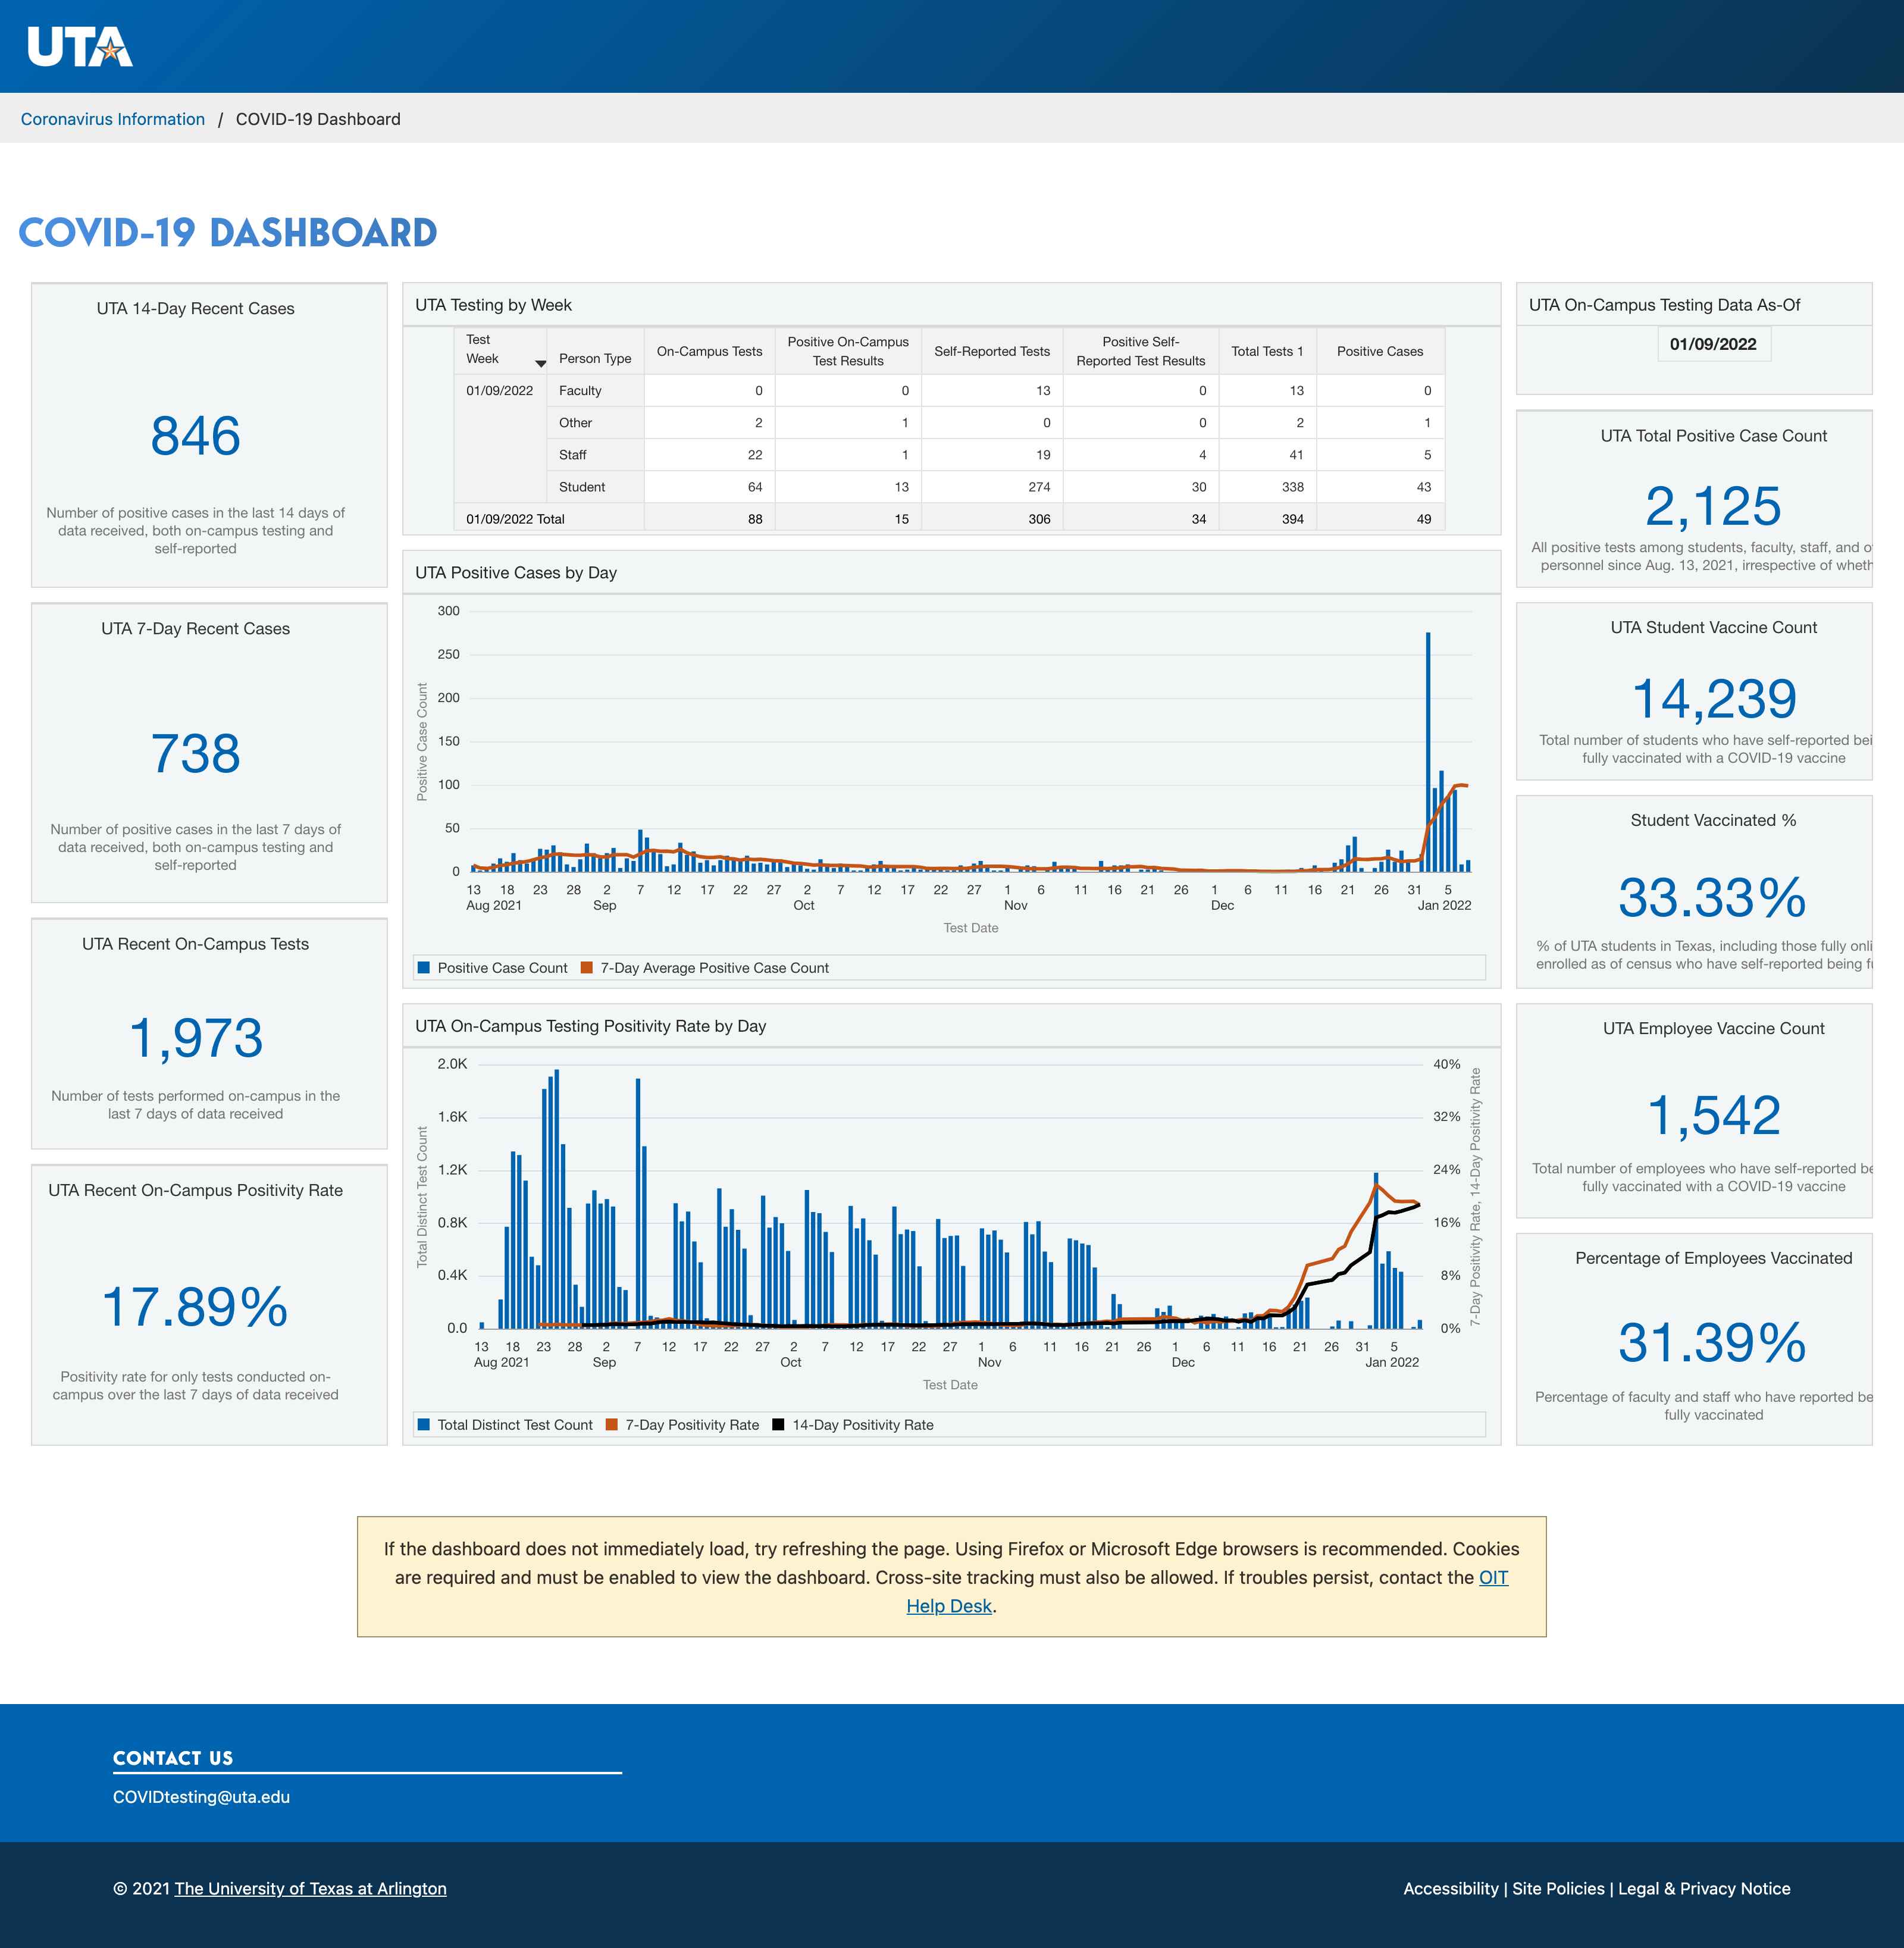 UTA
Coronavirus Information / COVID-19 Dashboard
COVID-19 DASHBOARD
UTA 14-Day Recent Cases
846
Number of positive cases in the last 14 days of
data received, both on-campus testing and
self-reported
UTA 7-Day Recent Cases
738
Number of positive cases in the last 7 days of
data received, both on-campus testing and
self-reported
UTA Recent On-Campus Tests
1,973
Number of tests performed on-campus in the
last 7 days of data received
UTA Recent On-Campus Positivity Rate
17.89%
Positivity rate for only tests conducted on-
campus over the last 7 days of data received
UTA Testing by Week
Test Week Person Type On-Campus Tests Positive On-Campus Test Results Self-Reported Tests Positive Self-Reported Test Results Total Tests 1 Positive Cases
01/09/2022 Faculty 0 0 13 0 13 0
Other 2 1 0 0 2 1
Staff 22 1 19 4 41 5
Student 64 13 274 30 338 43
01/09/2022 Total 88 15 306 34 394 49
UTA Positive Cases by Day
Positive Case Count
300
250
200
150
100
50
0
13 18 23 28 2 7 12 17 22 27 2 7 12 17 22 27 1 6 11 16 21 26 1 6 11 16 21 26 31 5
Aug 2021 Sep Oct Nov Dec Jan 2022
Test Date
Positive Case Count 7-Day Average Positive Case Count
UTA On-Campus Testing Positivity Rate by Day
Total Distinct Test Count
2.0K 40%
1.6K 32%
1.2K 24%
0.8K 16%
0.4K 8%
0.0 0%
7-Day Positivity Rate, 14-Day Positivity Rate
13 18 23 28 2 7 12 17 22 27 2 7 12 17 22 27 1 6 11 16 21 26 1 6 11 16 21 26 31 5
Aug 2021 Sep Oct Nov Dec Jan 2022
Test Date
Total Distinct Test Count 7-Day Positivity Rate 14-Day Positivity Rate
UTA On-Campus Testing Data As-Of
01/09/2022
UTA Total Positive Case Count
2,125
All positive tests among students, faculty, staff, and o
personnel since Aug. 13, 2021, irrespective of wheth
UTA Student Vaccine Count
14,239
Total number of students who have self-reported bei
fully vaccinated with a COVID-19 vaccine
Student Vaccinated %
33.33%
% of UTA students in Texas, including those fully onli
enrolled as of census who have self-reported being fu
UTA Employee Vaccine Count
1,542
Total number of employees who have self-reported be
fully vaccinated with a COVID-19 vaccine
Percentage of Employees Vaccinated
31.39%
Percentage of faculty and staff who have reported be
fully vaccinated
If the dashboard does not immediately load, try refreshing the page. Using Firefox or Microsoft Edge browsers is recommended. Cookies
are required and must be enabled to view the dashboard. Cross-site tracking must also be allowed. If troubles persist, contact the OIT
Help Desk.
CONTACT US
COVIDtesting@uta.edu
© 2021 The University of Texas at Arlington
Accessibility | Site Policies | Legal & Privacy Notice